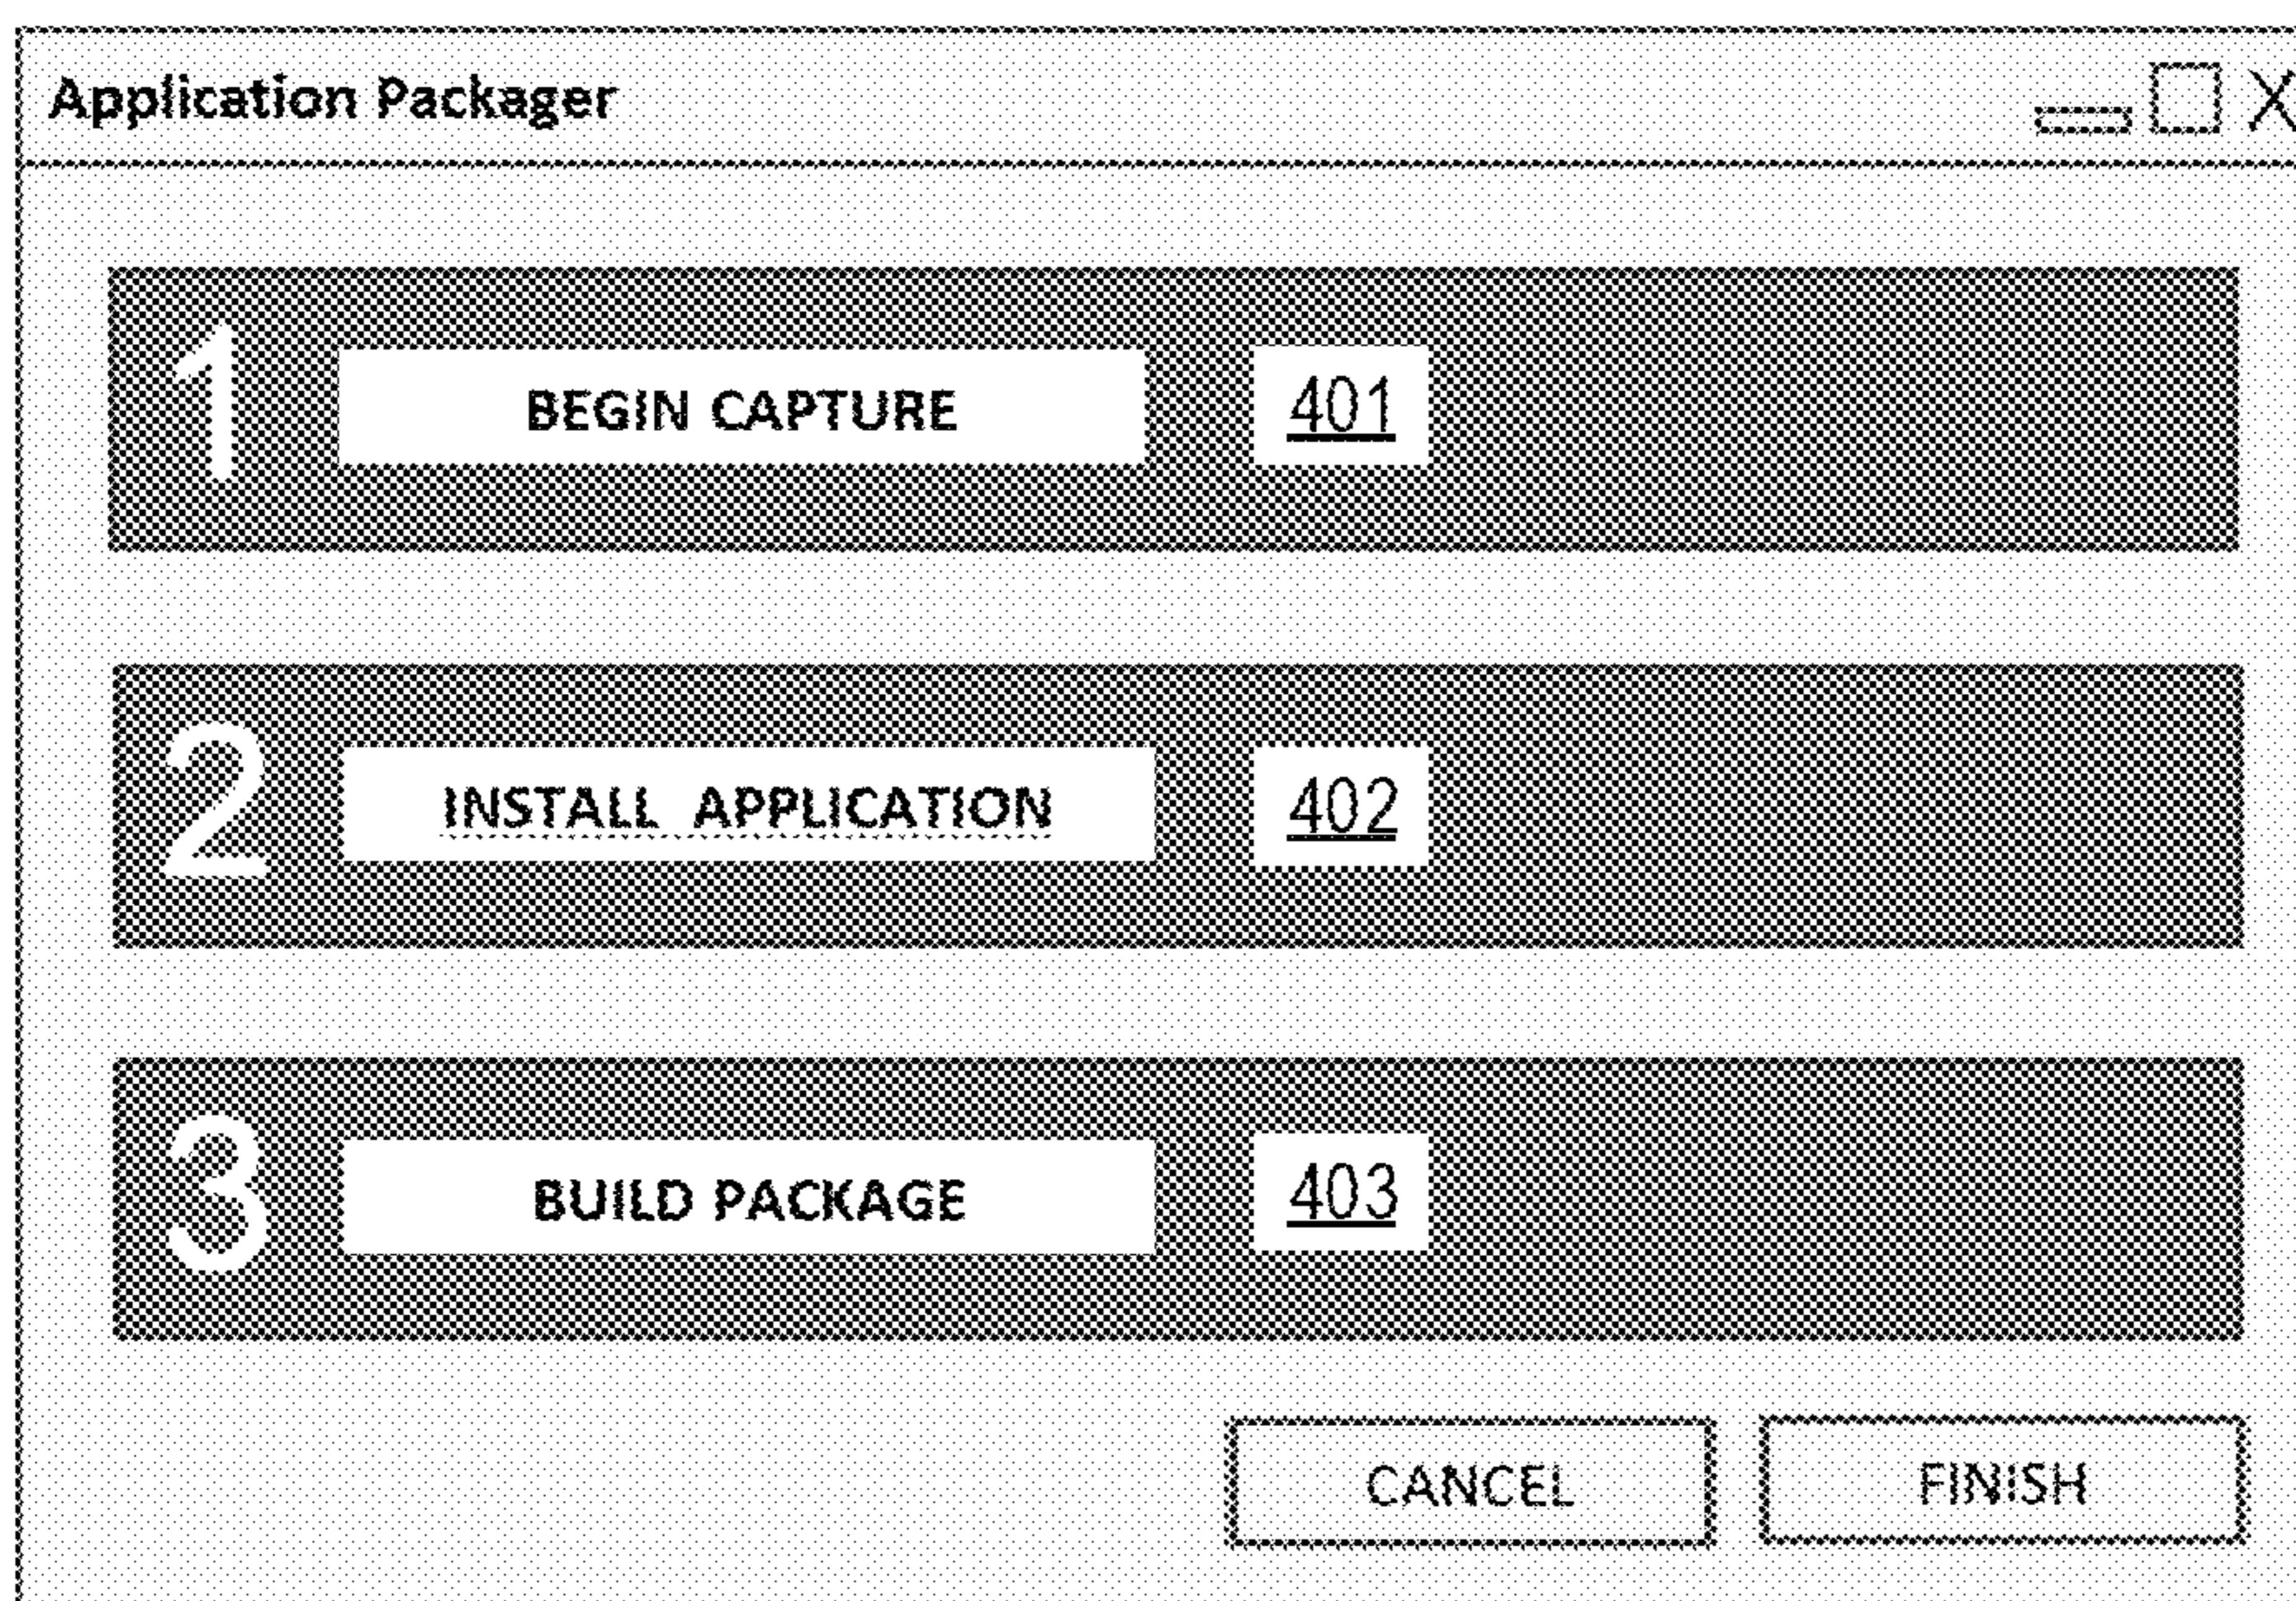 Application Packager
1 BEGIN CAPTURE 401
2 INSTALL APPLICATION 402
3 BUILD PACKAGE 403
CANCEL FINISH